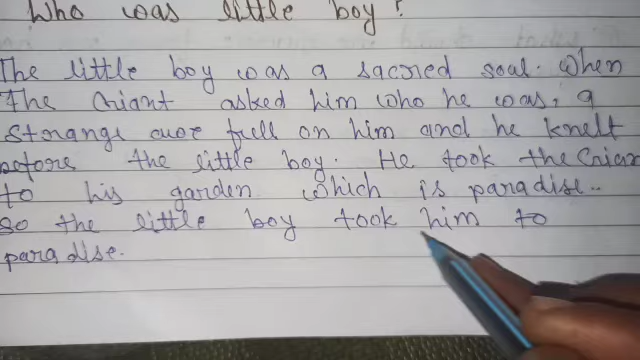 Who was little boy?
The little boy was a sacred soul. When
The Giant asked him who he was, a
strange awe fell on him and he knelt
before the little boy. He took the Giant
to his garden which is paradise..
so the little boy took him to
paradise.